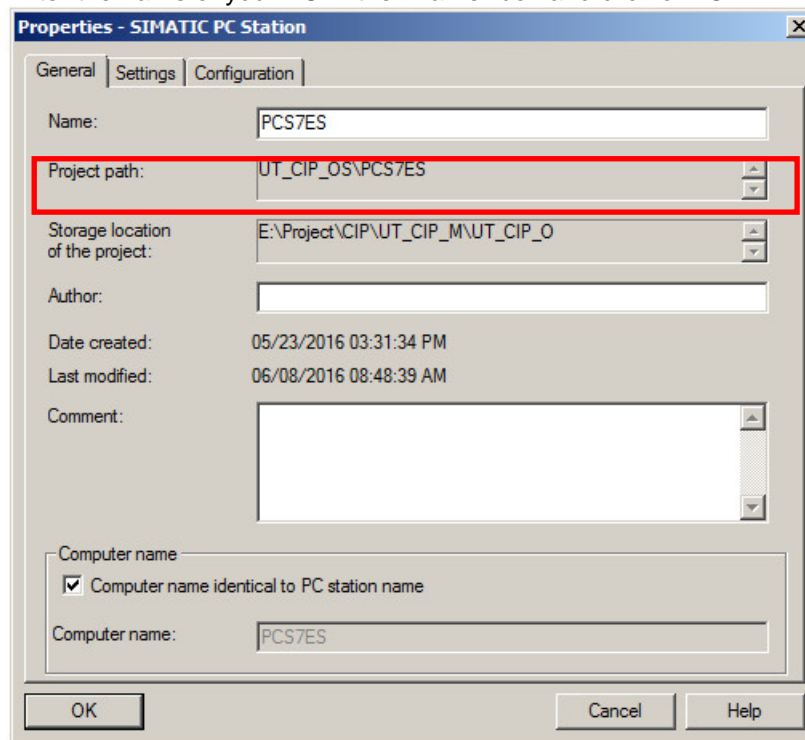 Properties - SIMATIC PC Station
General
Settings
Configuration
Name:
PCS7ES
Project path:
UT_CIP_OS\PCS7ES
Storage location
of the project:
E:\Project\CIP\UT_CIP_M\UT_CIP_O
Author:
Date created:
05/23/2016 03:31:34 PM
Last modified:
06/08/2016 08:48:39 AM
Comment:
Computer name
Computer name identical to PC station name
Computer name:
PCS7ES
OK
Cancel
Help